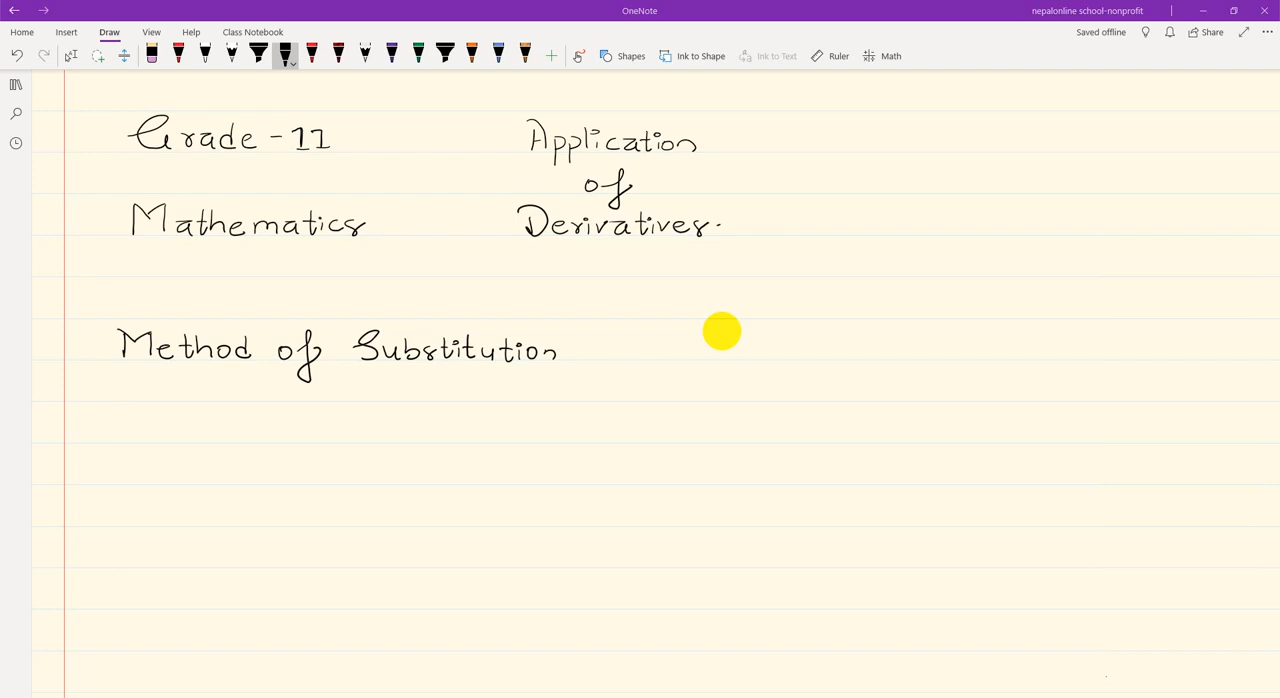 OneNote
nepalonline school-nonprofit
Home Insert Draw View Help Class Notebook
Saved offline Share
Shapes Ink to Shape Ink to Text Ruler Math
Grade - 11
Application
of
Mathematics
Derivatives.
Method of Substitution